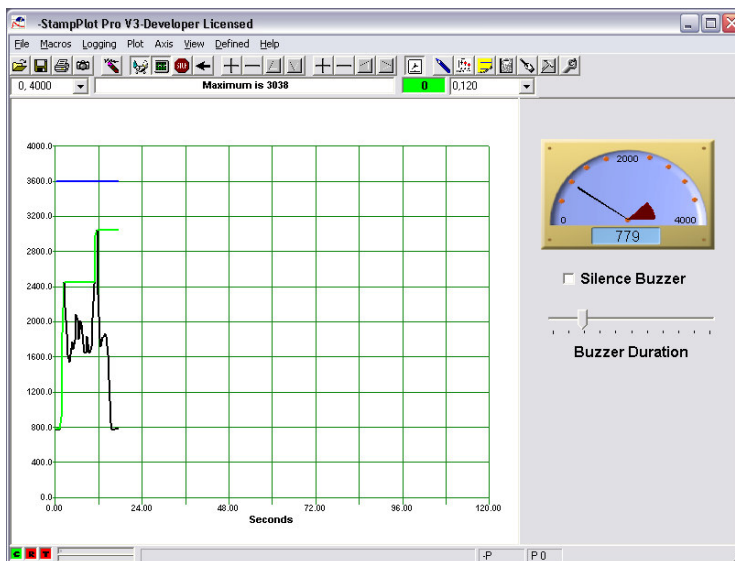 -StampPlot Pro V3-Developer Licensed
File Macros Logging Plot Axis View Defined Help
0, 4000 Maximum is 3038 0 0,120
4000.0
3600.0
3200.0
2800.0
2400.0
2000.0
1600.0
1200.0
800.0
400.0
0.0
0.00 24.00 48.00 72.00 96.00 120.00
Seconds
2000
0 4000
779
Silence Buzzer
Buzzer Duration
C R T -P P 0